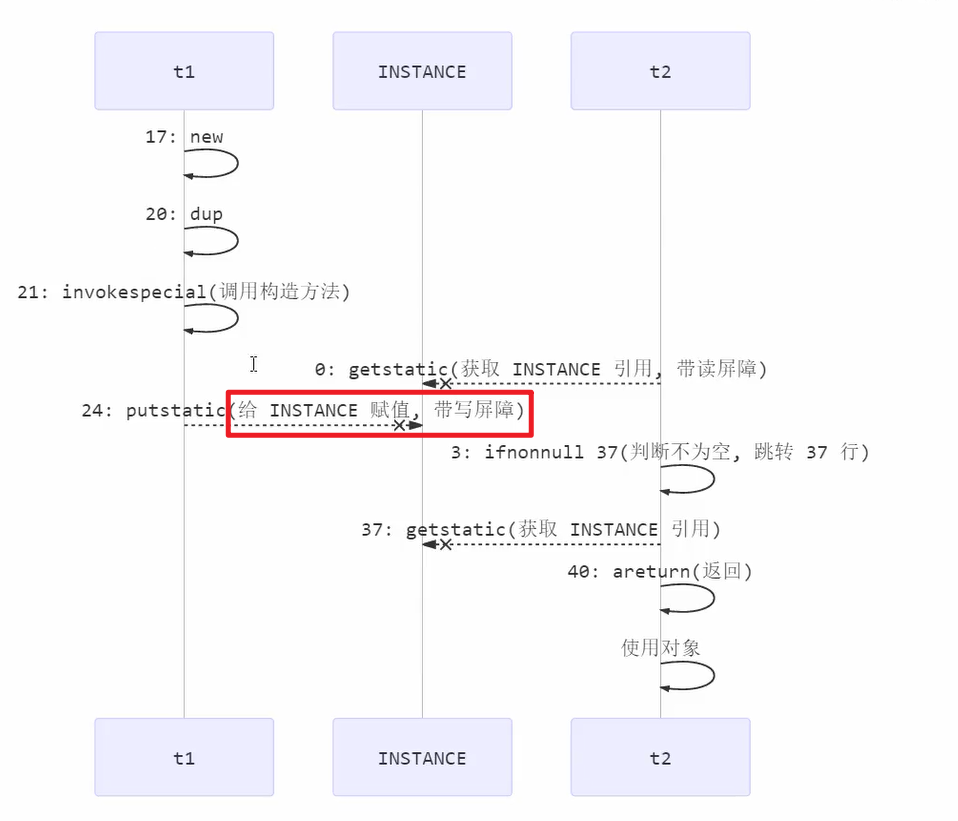 t1 INSTANCE t2
17: new
20: dup
21: invokespecial(调用构造方法)
0: getstatic(获取 INSTANCE 引用, 带读屏障)
24: putstatic(给 INSTANCE 赋值, 带写屏障)
3: ifnonnull 37(判断不为空, 跳转 37 行)
37: getstatic(获取 INSTANCE 引用)
40: areturn(返回)
使用对象
t1 INSTANCE t2